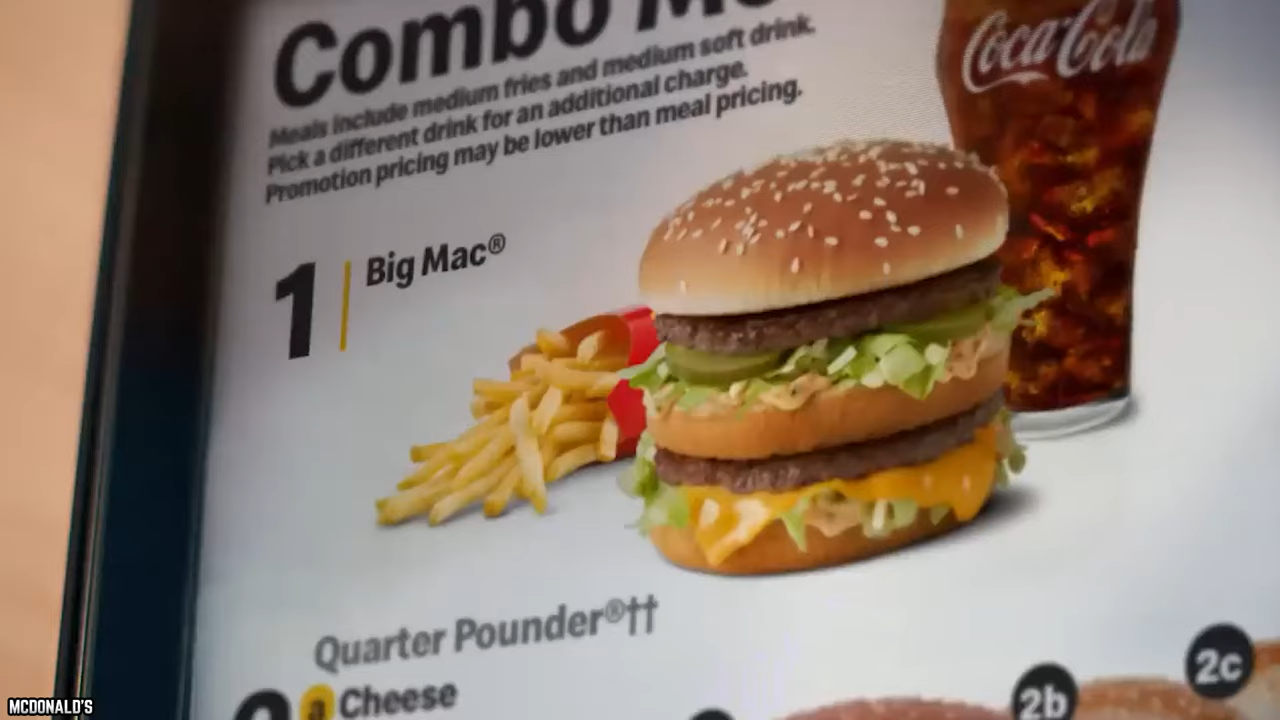 Combo
Coca-Cola
Meals include medium fries and medium soft drink.
Pick a different drink for an additional charge.
Promotion pricing may be lower than meal pricing.
1 Big Mac®
Quarter Pounder®††
a Cheese
2b
2c
MCDONALD'S